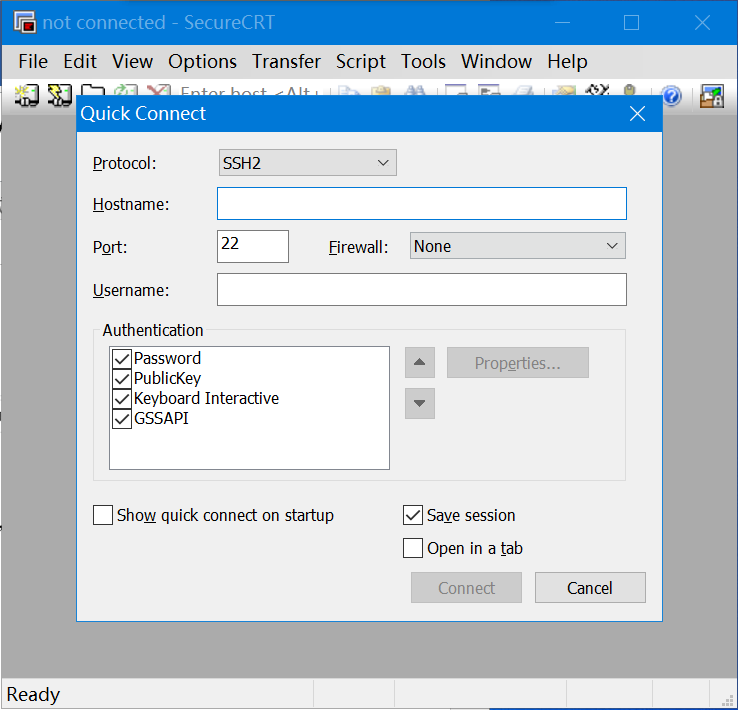 not connected - SecureCRT
File Edit View Options Transfer Script Tools Window Help
Enter host <Alt+
Quick Connect
Protocol: SSH2
Hostname:
Port: 22 Firewall: None
Username:
Authentication
Password
PublicKey
Properties...
Keyboard Interactive
GSSAPI
Show quick connect on startup Save session
Open in a tab
Connect Cancel
Ready